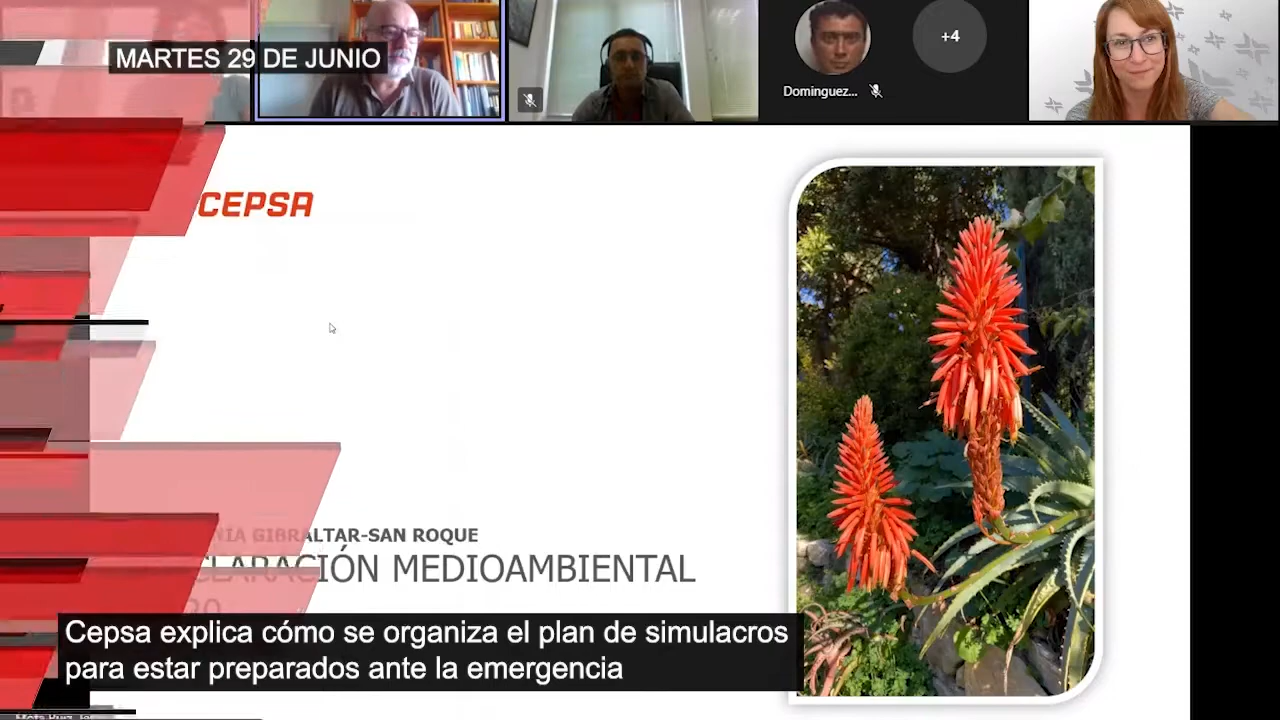 MARTES 29 DE JUNIO
+4
Dominguez...
CEPSA
GIBRALTAR-SAN ROQUE
CLARACIÓN MEDIOAMBIENTAL
20
Cepsa explica cómo se organiza el plan de simulacros
para estar preparados ante la emergencia